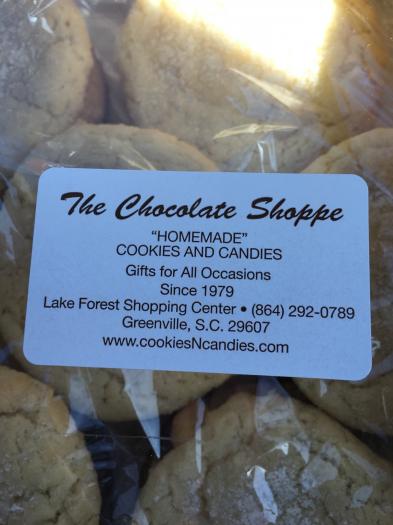 The Chocolate Shoppe
"HOMEMADE"
COOKIES AND CANDIES
Gifts for All Occasions
Since 1979
Lake Forest Shopping Center • (864) 292-0789
Greenville, S.C. 29607
www.cookiesNcandies.com